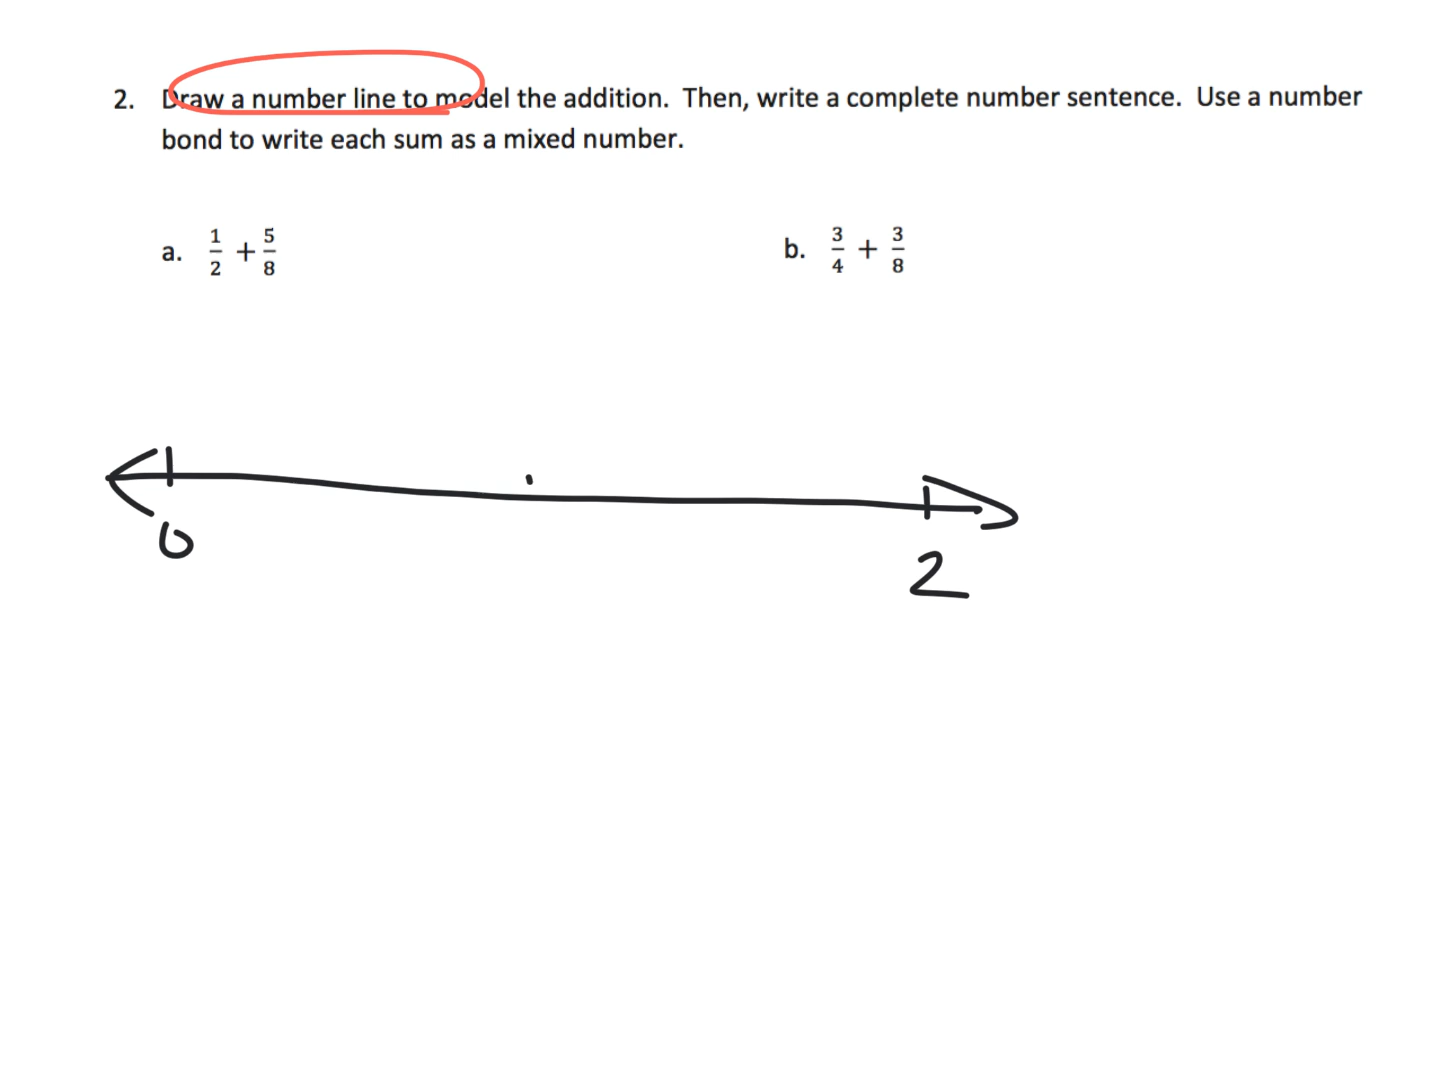 2. Draw a number line to model the addition. Then, write a complete number sentence. Use a number
bond to write each sum as a mixed number.
a. 1/2 + 5/8 b. 3/4 + 3/8
0 2